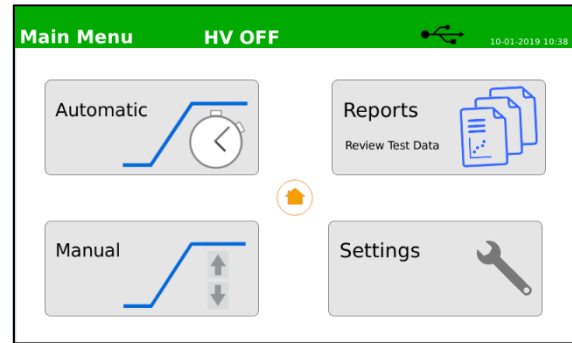 Main Menu HV OFF 10-01-2019 10:38
Automatic
Reports
Review Test Data
Manual
Settings